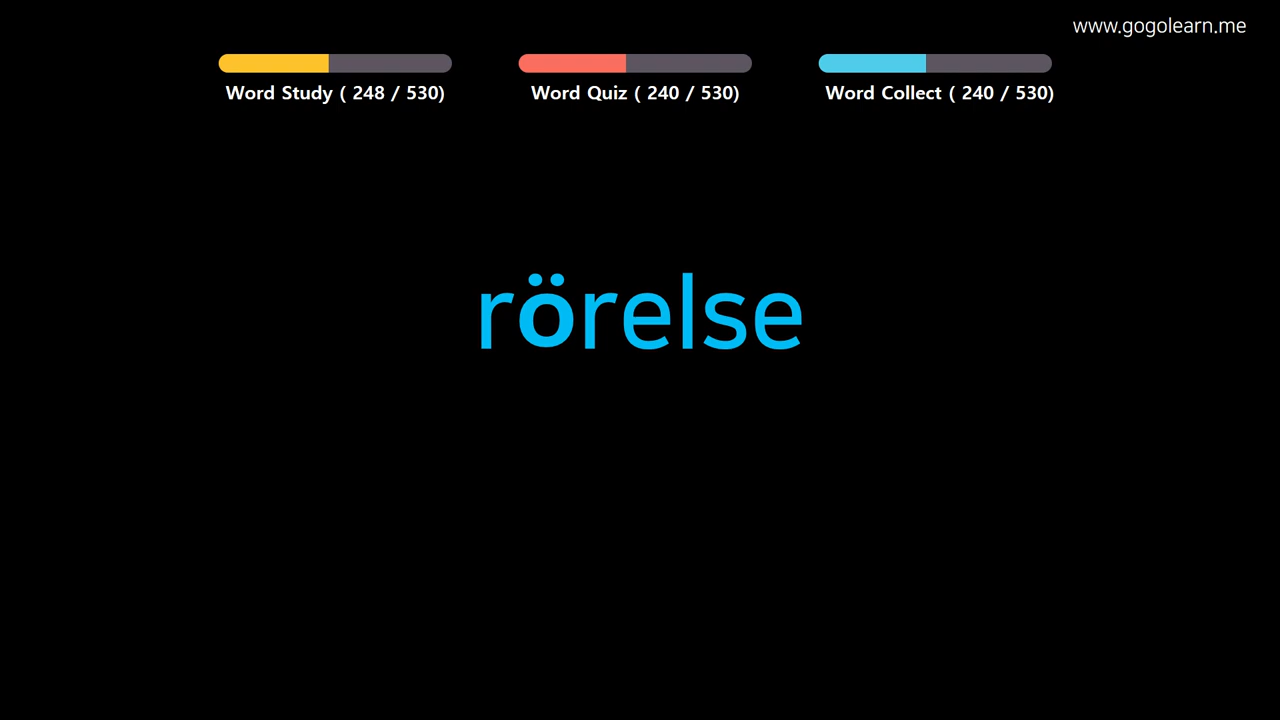 www.gogolearn.me
Word Study ( 248 / 530)
Word Quiz ( 240 / 530)
Word Collect ( 240 / 530)
rörelse